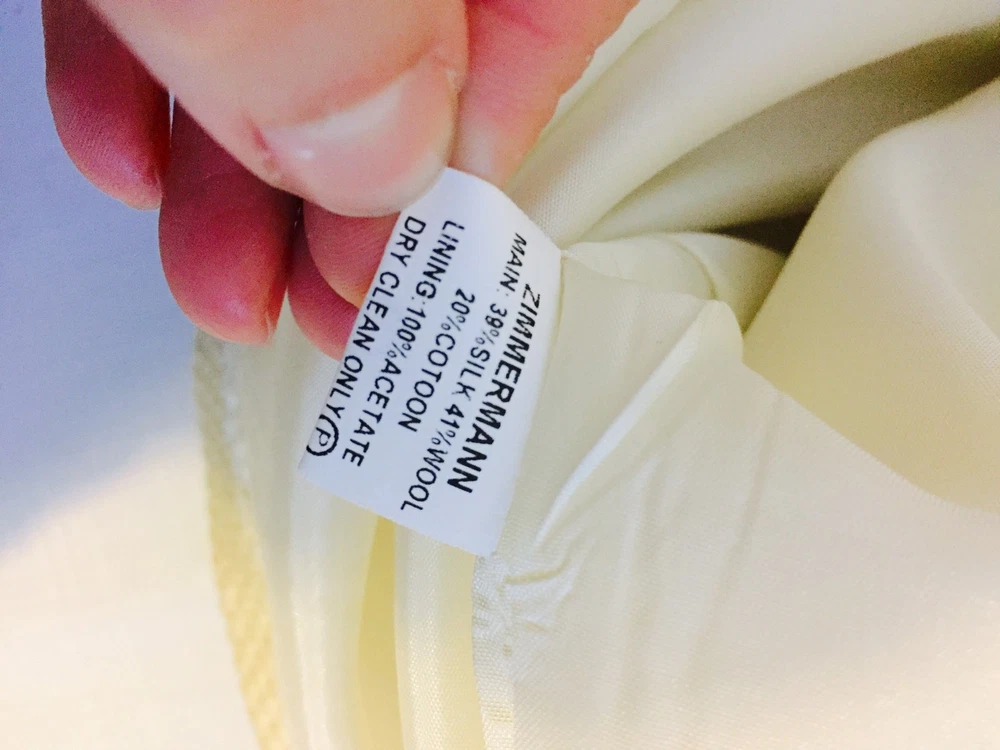 ZIMMERMANN
MAIN: 39%SILK 41%WOOL
20%COTOON
LINING:100%ACETATE
DRY CLEAN ONLY Ⓟ